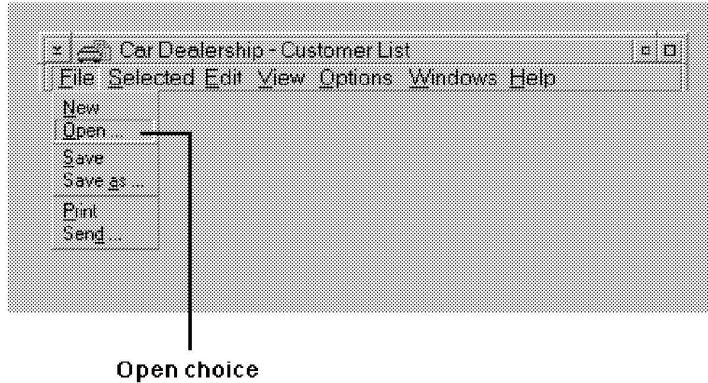 Car Dealership - Customer List
File Selected Edit View Options Windows Help
New
Open ...
Save
Save as ...
Print
Send ...
Open choice